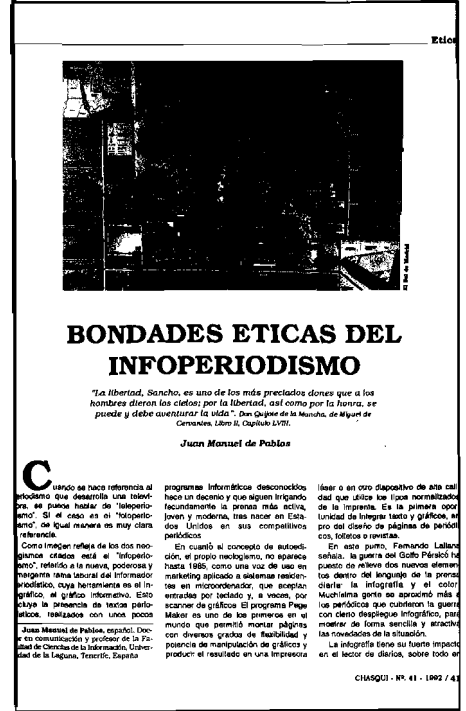 Etic
El Sol de Madrid
BONDADES ETICAS DEL
INFOPERIODISMO
"La libertad, Sancho, es uno de los más preciados dones que a los
hombres dieron los cielos; por la libertad, así como por la honra, se
puede y debe aventurar la vida". Don Quijote de la Mancha, de Miguel de
Cervantes, Libro II, Capítulo LVIII.
Juan Manuel de Pablos
Cuando se hace referencia al
periodismo que desarrolla una televi-
ra, se puede hablar de "teleperio-
smo". Si el caso es el "fotoperio-
smo", de igual manera es muy clara
referencia.
Como imagen refleja de los dos neo-
gismos citados está el "infoperio-
smo", referido a la nueva, poderosa y
mergente rama laboral del informador
eriodístico, cuya herramienta es el in-
gráfico, el gráfico informativo. Esto
cluye la presencia de textos perio-
ísticos, realizados con unos pocos
Juan Manuel de Pablos, español. Doc-
r en comunicación y profesor de la Fa-
ultad de Ciencias de la Información, Univer-
dad de la Laguna, Tenerife, España
programas informáticos desconocidos
hace un decenio y que siguen irrigando
fecundamente la prensa más activa,
joven y moderna, tras nacer en Esta-
dos Unidos en sus competitivos
periódicos
En cuanto al concepto de autoedi-
ción, el propio neologismo, no aparece
hasta 1985, como una voz de uso en
marketing aplicado a sistemas residen-
tes en microordenador, que aceptan
entradas por teclado y, a veces, por
scanner de gráficos. El programa Page
Maker es uno de los primeros en el
mundo que permitió montar páginas
con diversos grados de flexibilidad y
potencia de manipulación de gráficos y
producir el resultado en una impresora
láser o en otro dispositivo de alta cali
dad que utilice los tipos normalizados
de la imprenta. Es la primera opor
tunidad de integrar texto y gráficos, an
pro del diseño de páginas de periódi
cos, folletos o revistas.
En este punto, Fernando Lallana
señala: la guerra del Golfo Pérsico ha
puesto de relieve dos nuevos elemen
tos dentro del lenguaje de la prensa
diaria: la infografía y el color.
Muchísima gente se aproximó más a
los periódicos que cubrieron la guerra
con cierto despliegue infográfico, para
mostrar de forma sencilla y atractiva
las novedades de la situación.
La infografía tiene su fuerte impacto
en el lector de diarios, sobre todo en
CHASQUI - Nº. 41 - 1992 / 41